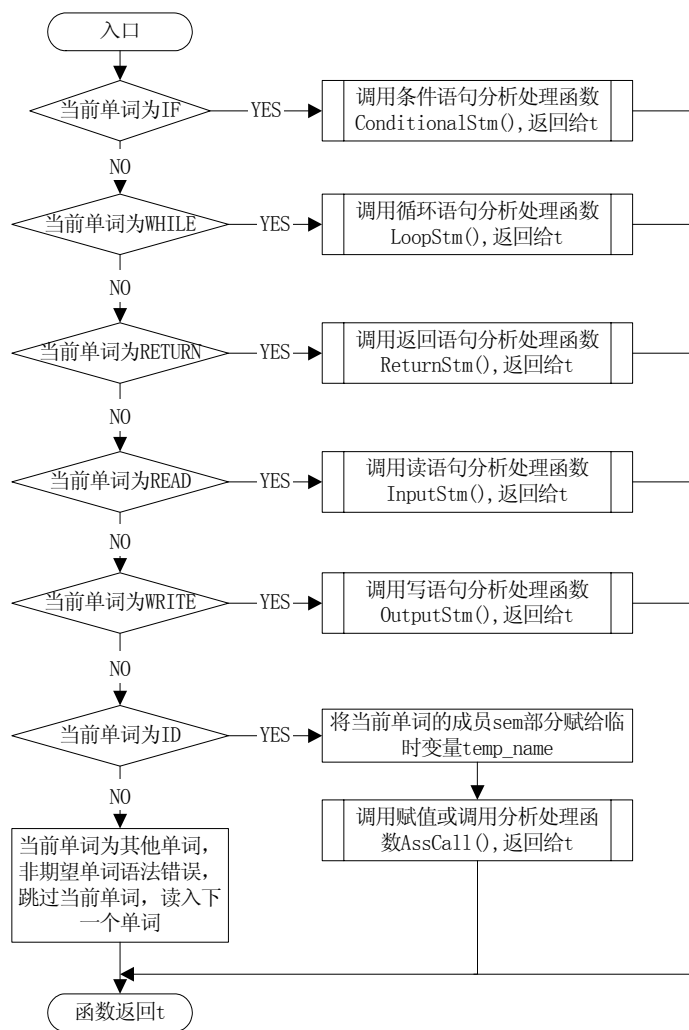 入口
当前单词为IF
YES
调用条件语句分析处理函数
ConditionalStm(),返回给t
NO
当前单词为WHILE
YES
调用循环语句分析处理函数
LoopStm(),返回给t
NO
当前单词为RETURN
YES
调用返回语句分析处理函数
ReturnStm(),返回给t
NO
当前单词为READ
YES
调用读语句分析处理函数
InputStm(),返回给t
NO
当前单词为WRITE
YES
调用写语句分析处理函数
OutputStm(),返回给t
NO
当前单词为ID
YES
将当前单词的成员sem部分赋给临
时变量temp_name
NO
调用赋值或调用分析处理函
数AssCall(),返回给t
当前单词为其他单词，
非期望单词语法错误，
跳过当前单词，读入下
一个单词
函数返回t